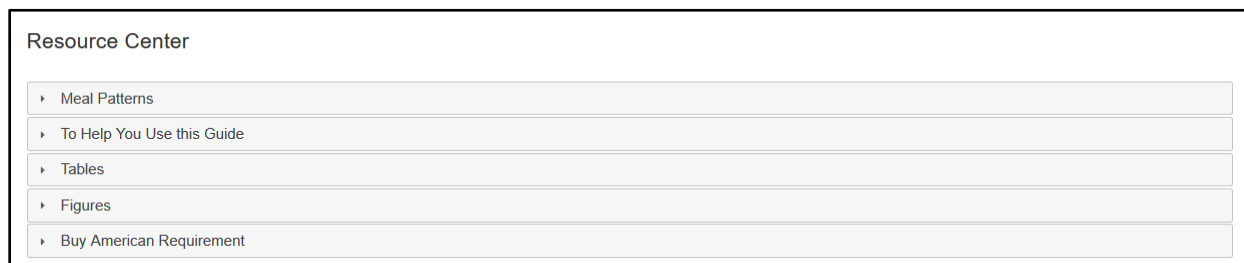 Resource Center
Meal Patterns
To Help You Use this Guide
Tables
Figures
Buy American Requirement